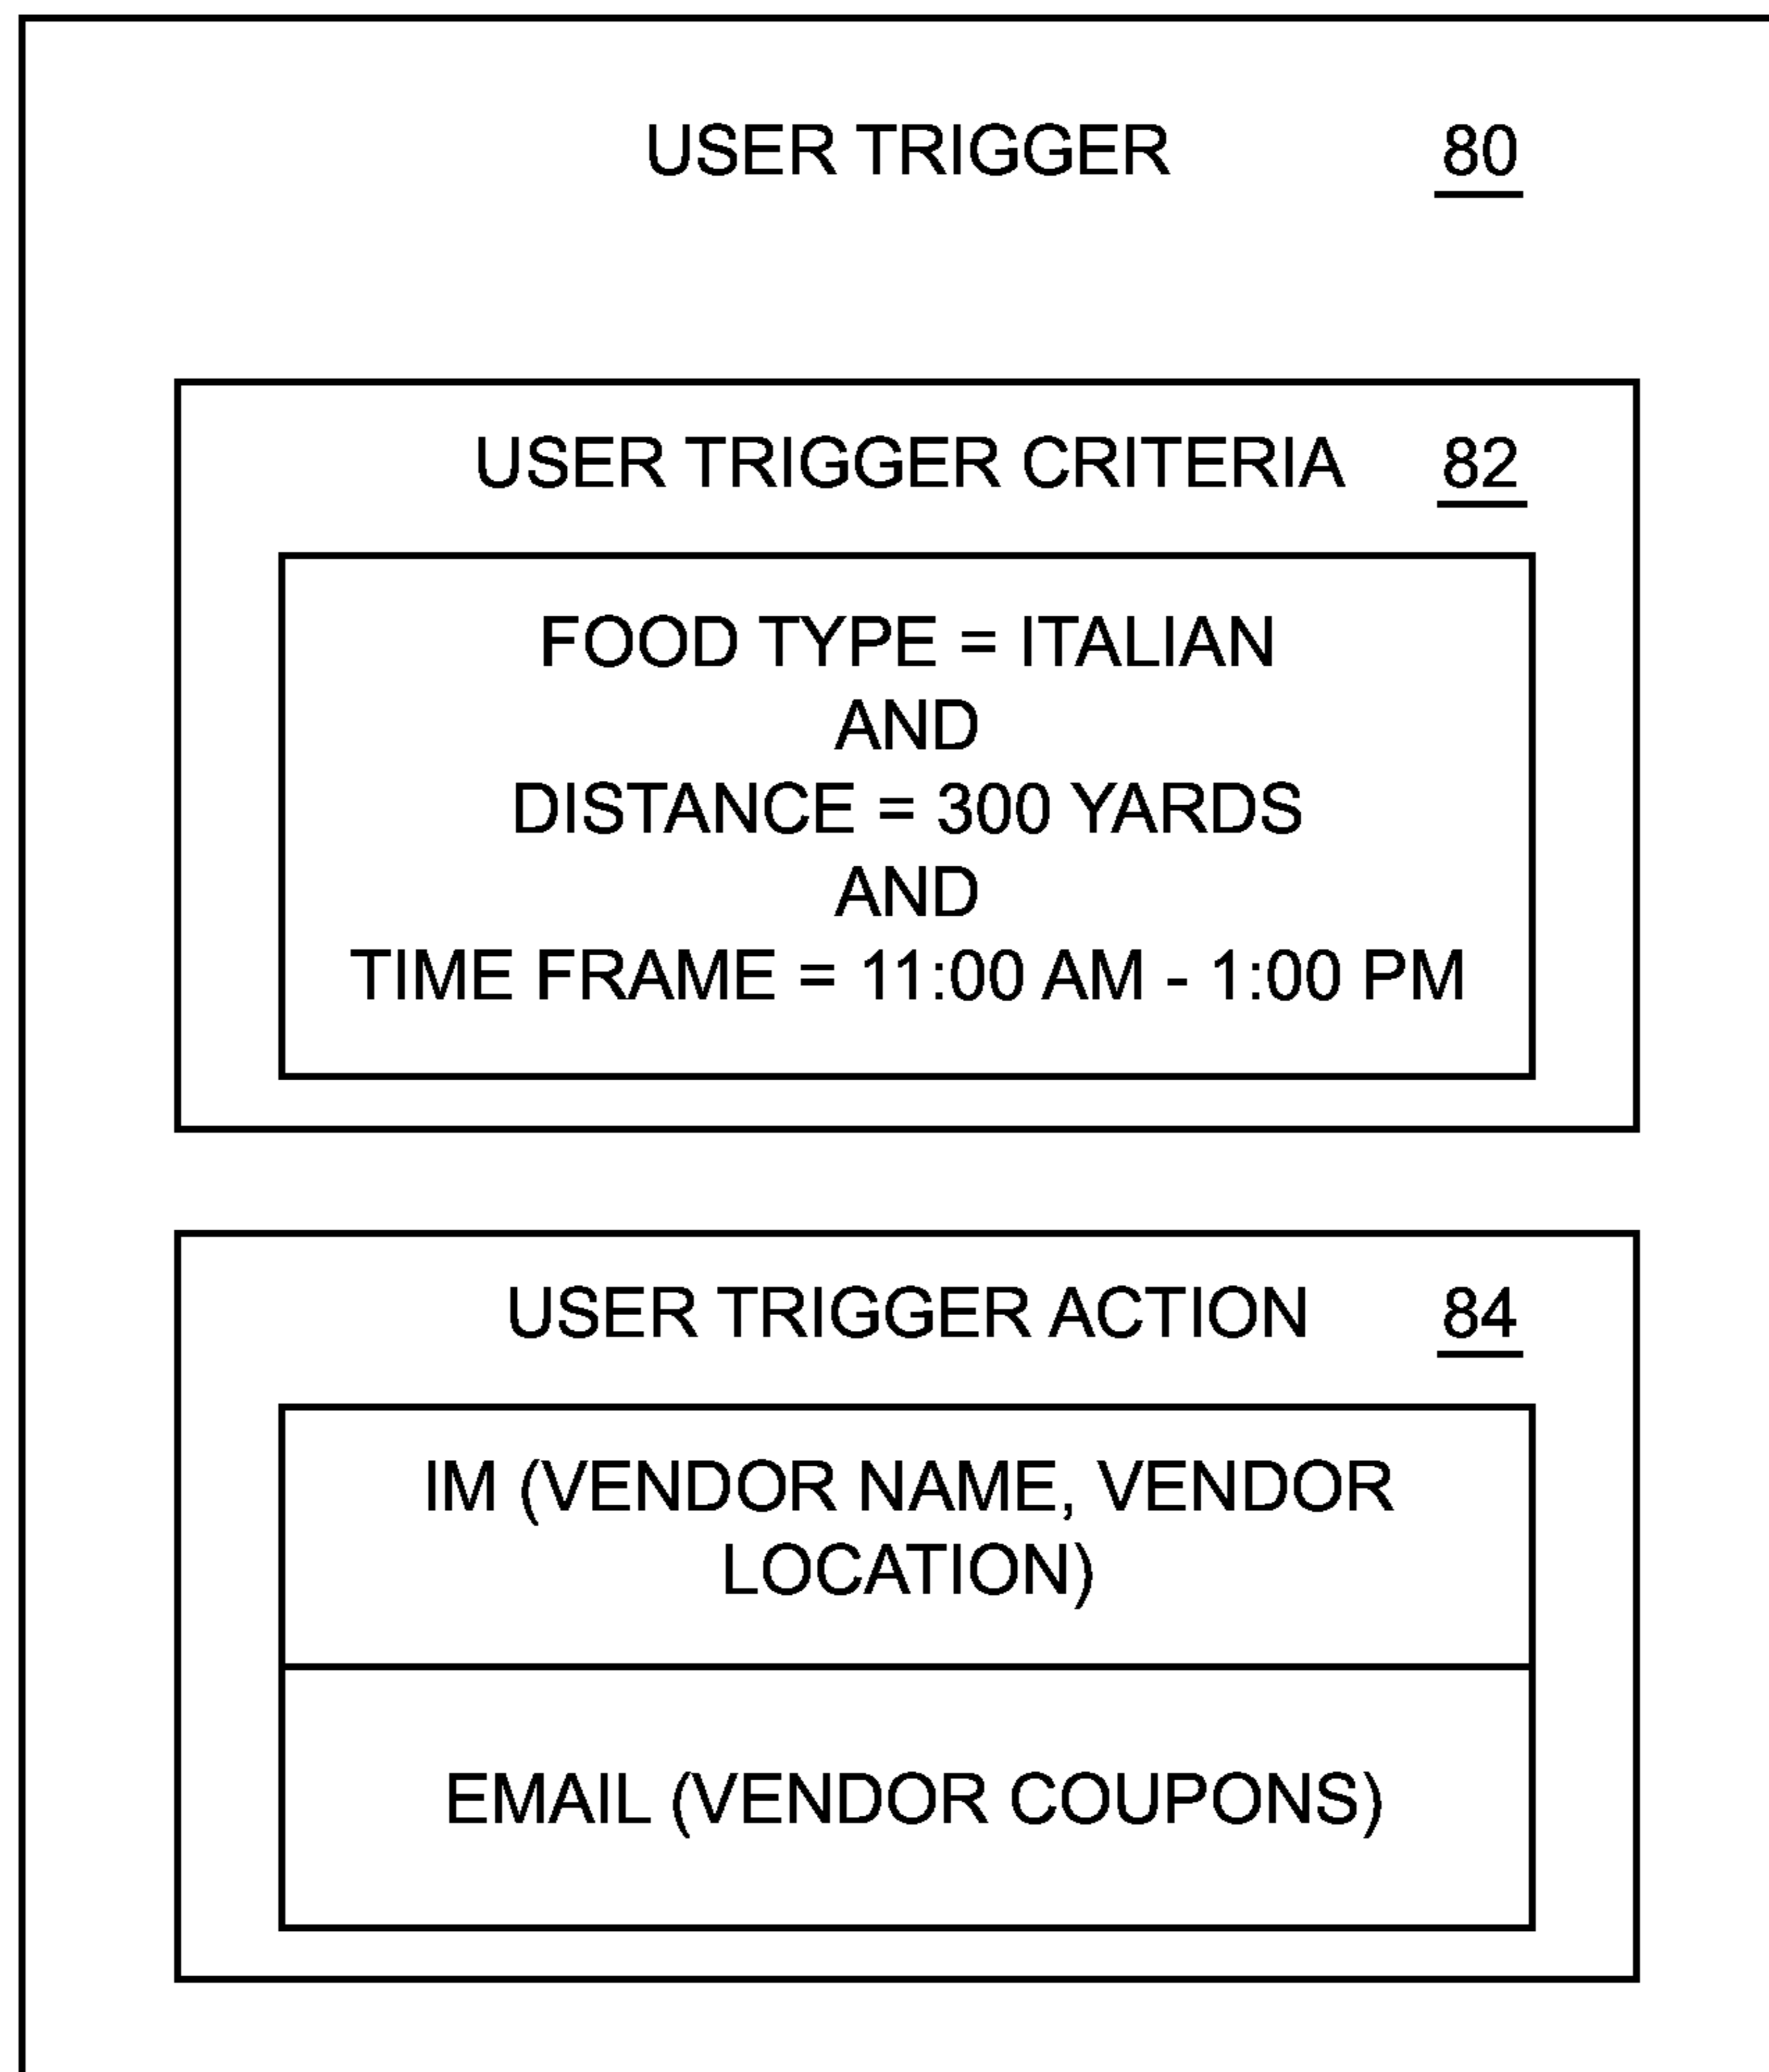 USER TRIGGER 80
USER TRIGGER CRITERIA 82
FOOD TYPE = ITALIAN
AND
DISTANCE = 300 YARDS
AND
TIME FRAME = 11:00 AM - 1:00 PM
USER TRIGGER ACTION 84
IM (VENDOR NAME, VENDOR
LOCATION)
EMAIL (VENDOR COUPONS)